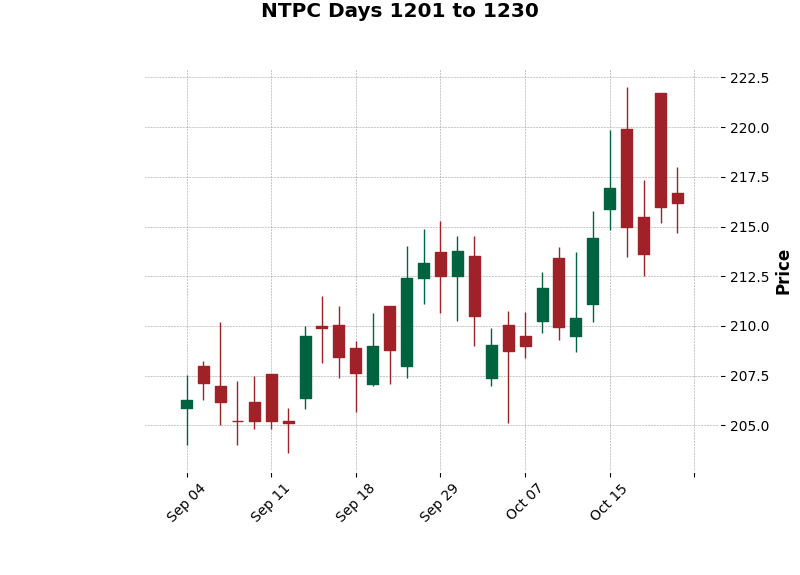 NTPC Days 1201 to 1230
222.5
220.0
217.5
215.0
212.5
210.0
207.5
205.0
Price
Sep 04
Sep 11
Sep 18
Sep 29
Oct 07
Oct 15